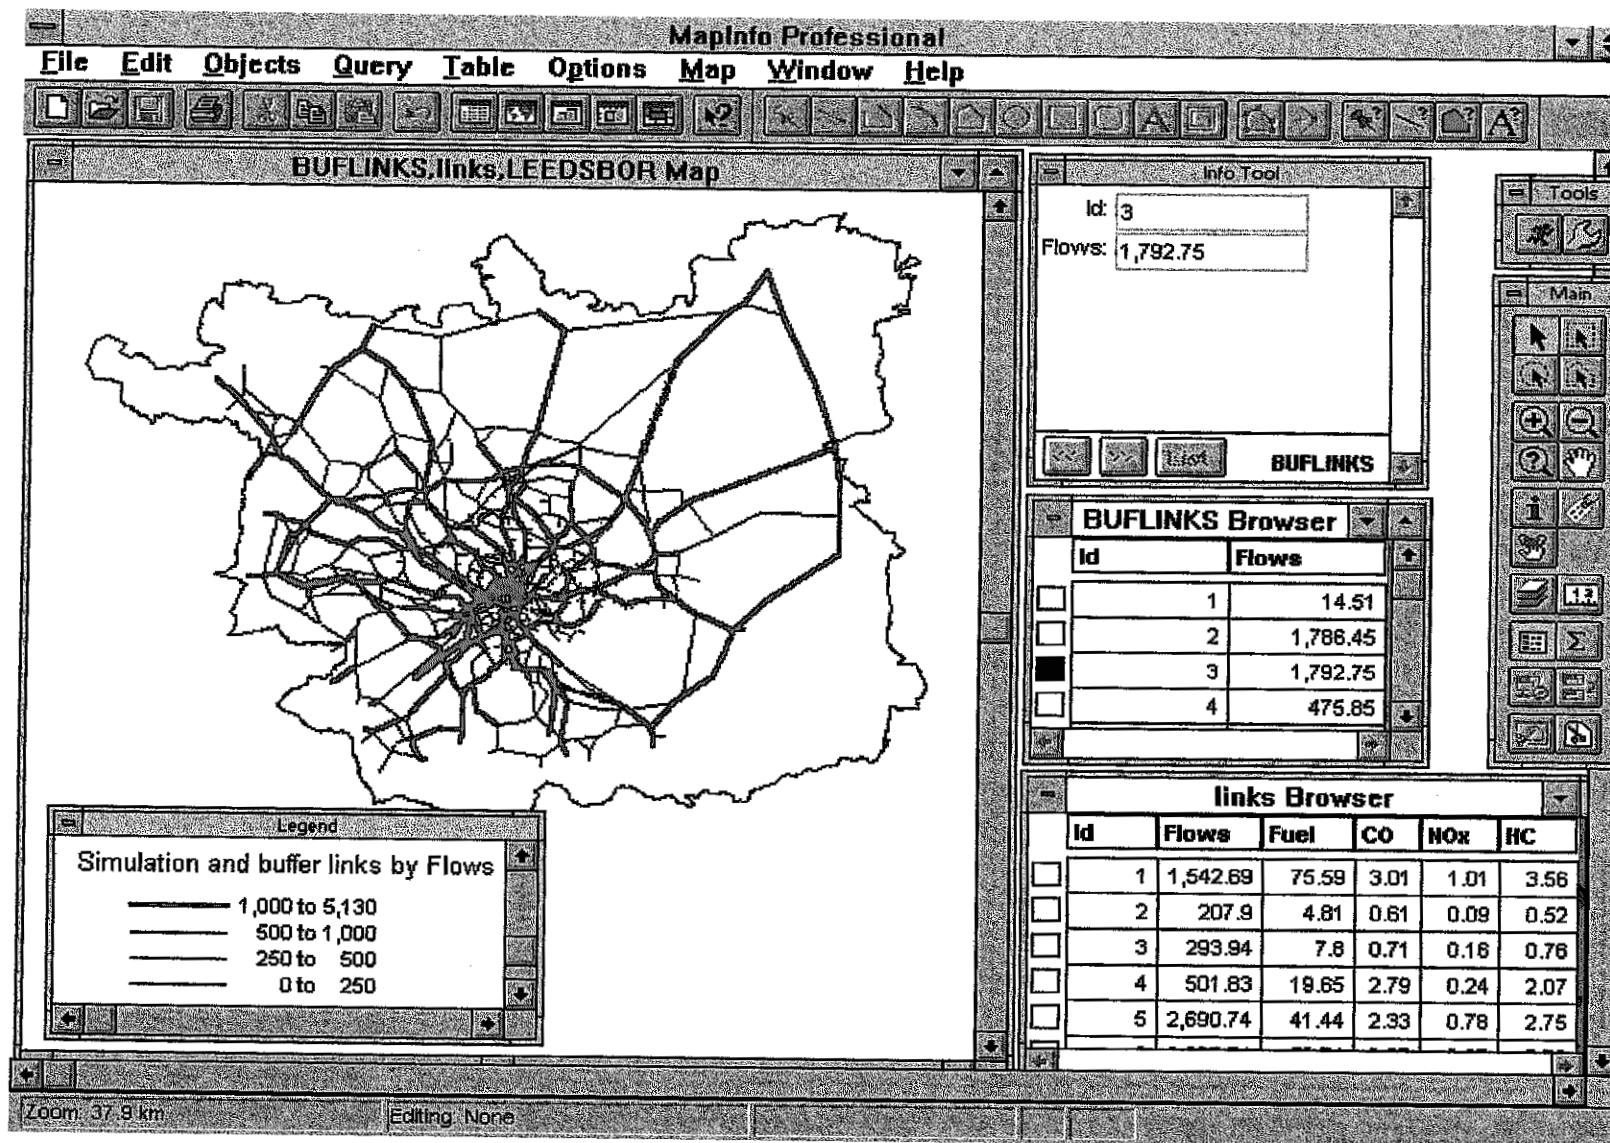 MapInfo Professional
File Edit Objects Query Table Options Map Window Help
BUFLINKS,links,LEEDSBOR Map
Info Tool
Id: 3
Flows: 1,792.75
<< >> List BUFLINKS
Tools
Main
BUFLINKS Browser
Id Flows
1 14.51
2 1,786.45
3 1,792.75
4 475.85
links Browser
Id Flows Fuel CO NOx HC
1 1,542.69 75.59 3.01 1.01 3.56
2 207.9 4.81 0.61 0.09 0.52
3 293.94 7.8 0.71 0.16 0.76
4 501.83 19.65 2.79 0.24 2.07
5 2,690.74 41.44 2.33 0.78 2.75
Legend
Simulation and buffer links by Flows
1,000 to 5,130
500 to 1,000
250 to 500
0 to 250
Zoom: 37.9 km Editing: None